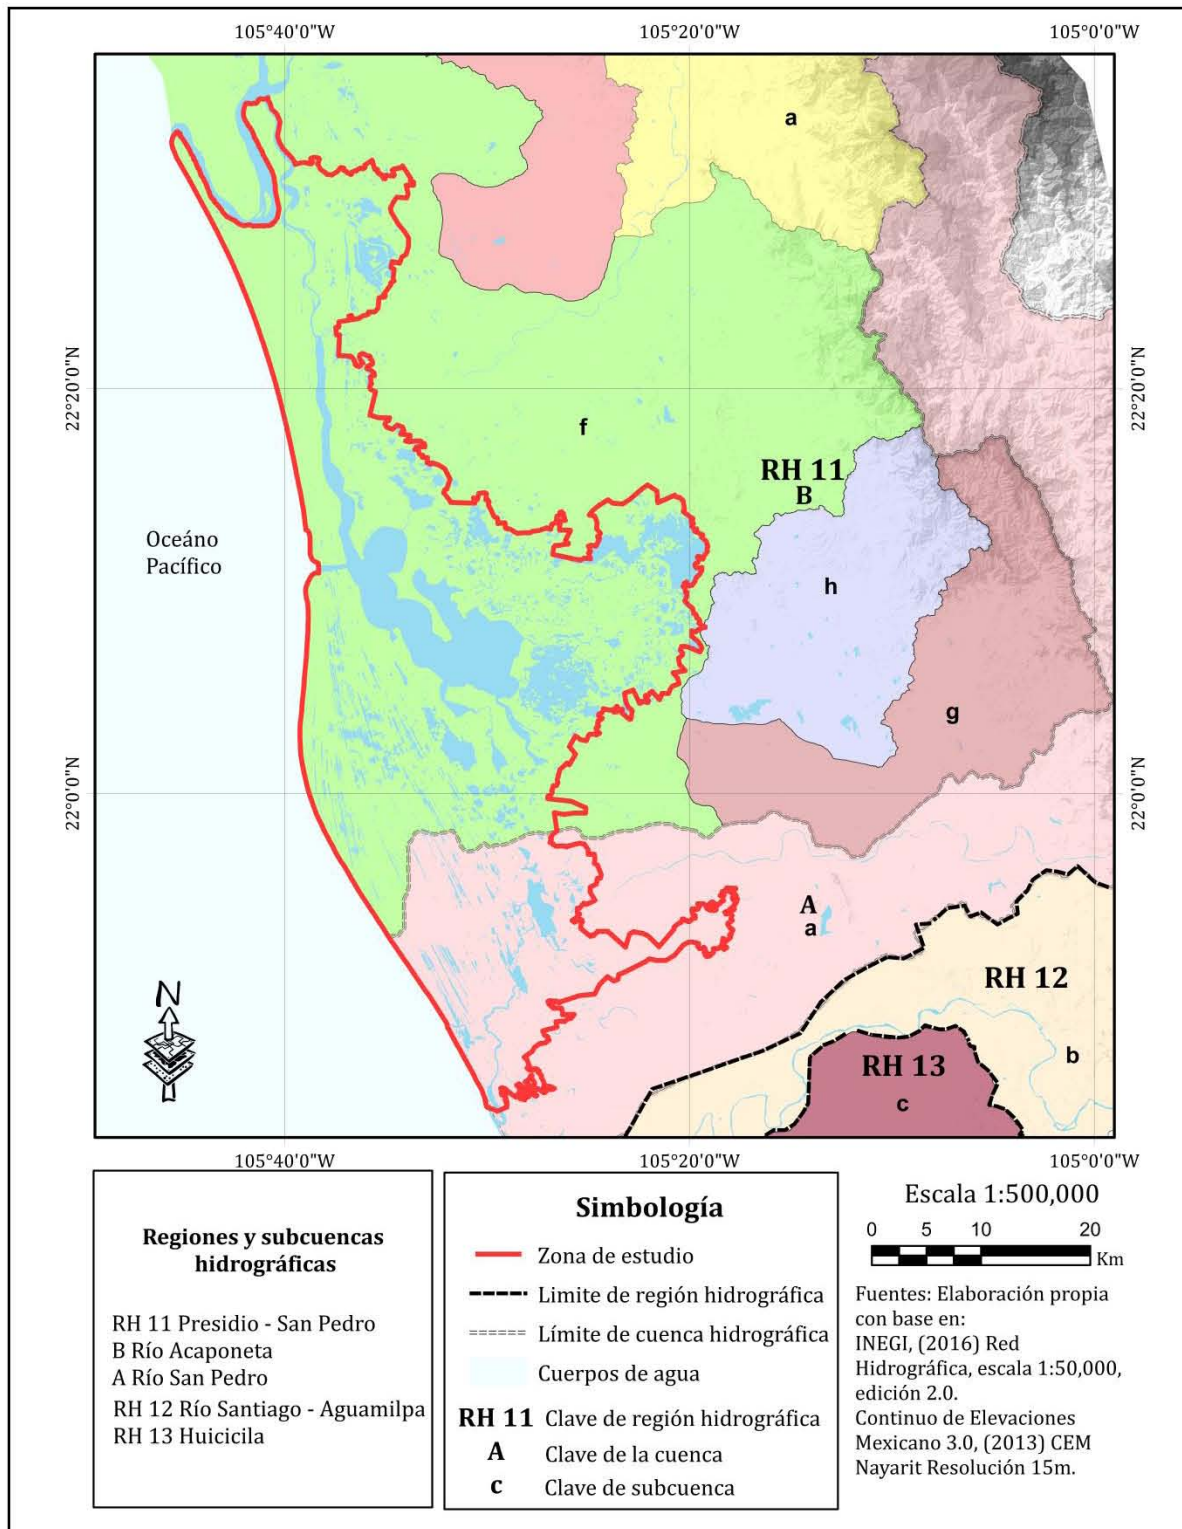 105°40'0"W
105°20'0"W
105°0'0"W
a
22°20'0"N
22°20'0"N
f
RH 11
B
Oceáno
Pacífico
h
g
22°0'0"N
22°0'0"N
A
a
RH 12
N
b
RH 13
c
105°40'0"W
105°20'0"W
105°0'0"W
Regiones y subcuencas
hidrográficas
RH 11 Presidio - San Pedro
B Río Acaponeta
A Río San Pedro
RH 12 Río Santiago - Aguamilpa
RH 13 Huicicila
Simbología
Zona de estudio
Limite de región hidrográfica
Límite de cuenca hidrográfica
Cuerpos de agua
RH 11 Clave de región hidrográfica
A Clave de la cuenca
c Clave de subcuenca
Escala 1:500,000
0 5 10 20
Km
Fuentes: Elaboración propia
con base en:
INEGI, (2016) Red
Hidrográfica, escala 1:50,000,
edición 2.0.
Continuo de Elevaciones
Mexicano 3.0, (2013) CEM
Nayarit Resolución 15m.